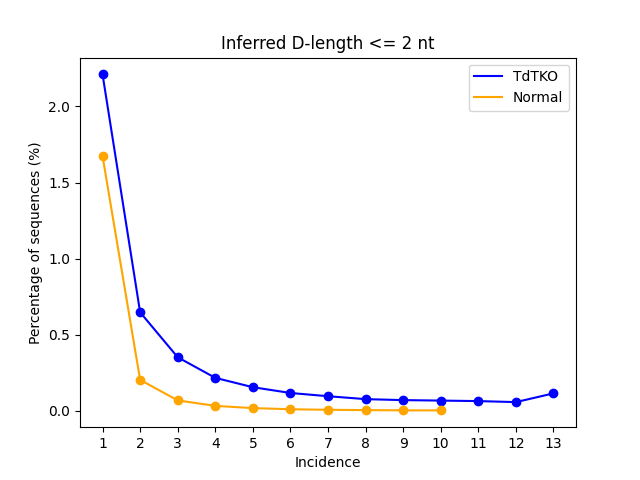 Inferred D-length <= 2 nt
TdTKO
Normal
Percentage of sequences (%)
2.0
1.5
1.0
0.5
0.0
1 2 3 4 5 6 7 8 9 10 11 12 13
Incidence